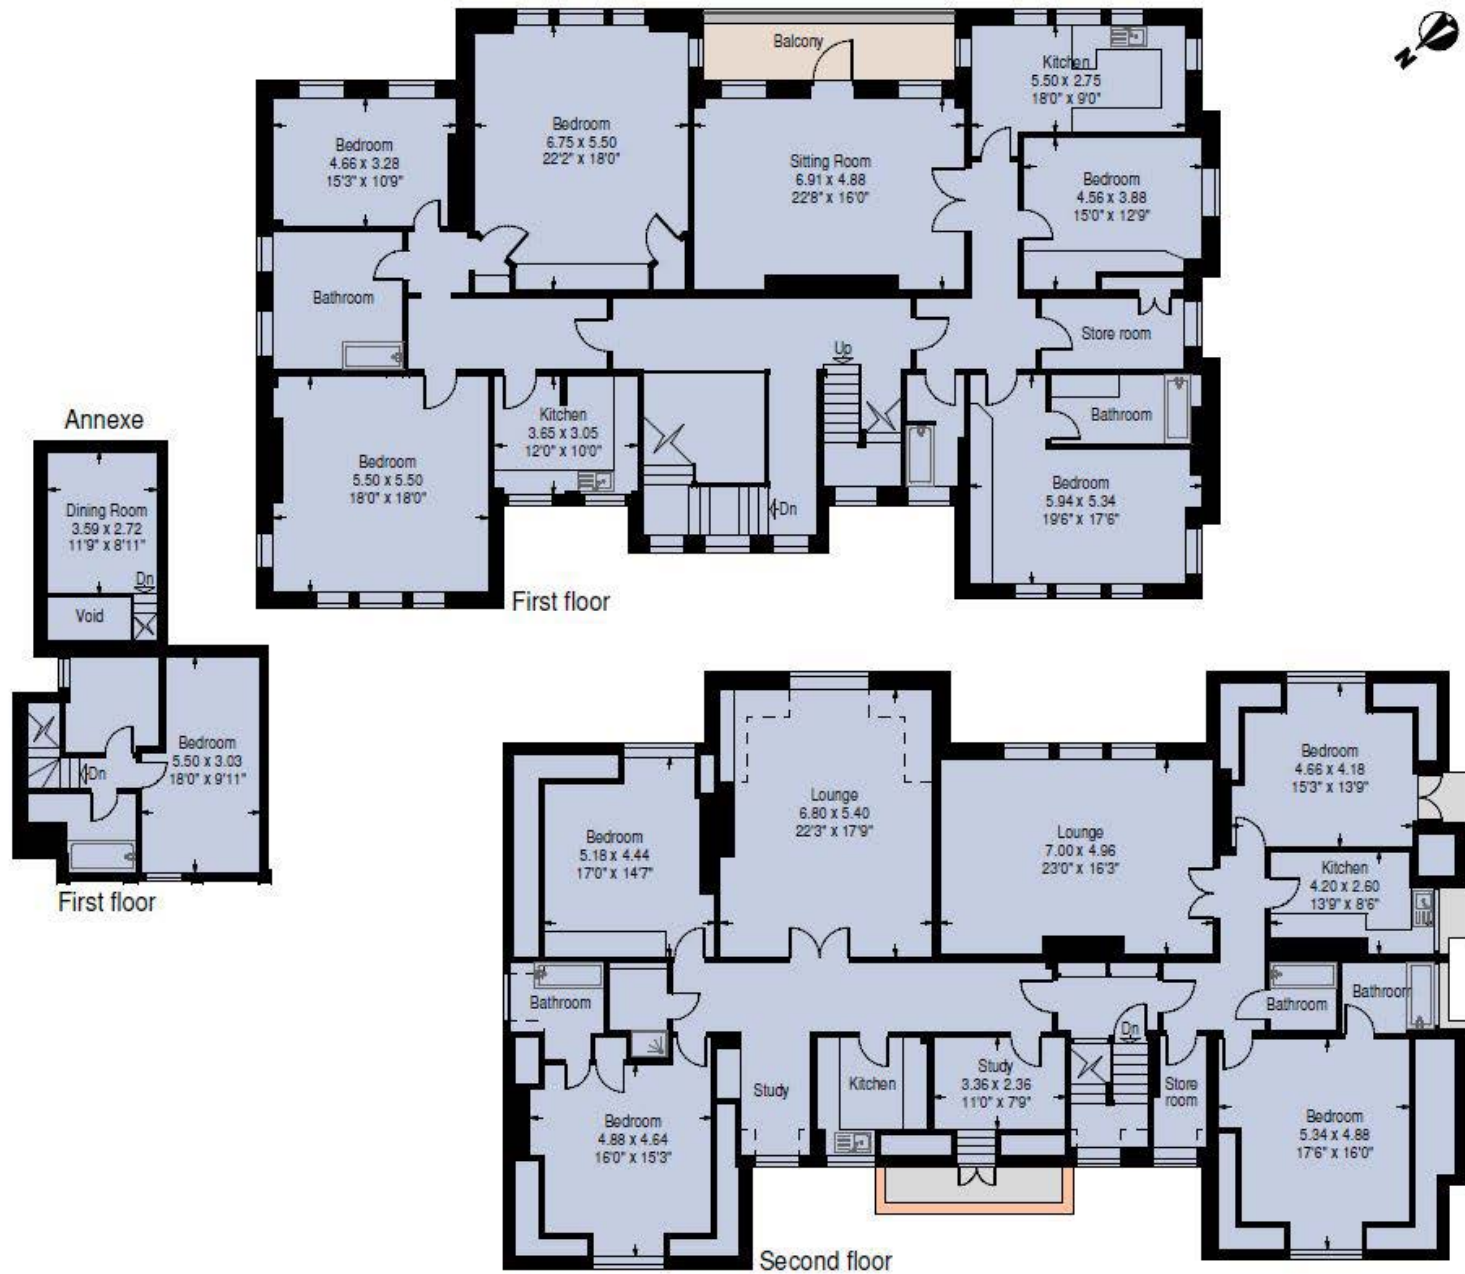 N
Balcony
Kitchen
5.50 x 2.75
18'0" x 9'0"
Bedroom
4.66 x 3.28
15'3" x 10'9"
Bedroom
6.75 x 5.50
22'2" x 18'0"
Sitting Room
6.91 x 4.88
22'8" x 16'0"
Bedroom
4.56 x 3.88
15'0" x 12'9"
Bathroom
Store room
Up
Kitchen
3.65 x 3.05
12'0" x 10'0"
Bathroom
Bedroom
5.50 x 5.50
18'0" x 18'0"
Dn
Bedroom
5.94 x 5.34
19'6" x 17'6"
First floor
Annexe
Dining Room
3.59 x 2.72
11'9" x 8'11"
Dn
Void
Bedroom
5.50 x 3.03
18'0" x 9'11"
Dn
First floor
Bedroom
5.18 x 4.44
17'0" x 14'7"
Lounge
6.80 x 5.40
22'3" x 17'9"
Lounge
7.00 x 4.96
23'0" x 16'3"
Bedroom
4.66 x 4.18
15'3" x 13'9"
Kitchen
4.20 x 2.60
13'9" x 8'6"
Bathroom
Bathroom
Bathroom
Dn
Study
Kitchen
Study
3.36 x 2.36
11'0" x 7'9"
Store
room
Bedroom
4.88 x 4.64
16'0" x 15'3"
Bedroom
5.34 x 4.88
17'6" x 16'0"
Second floor